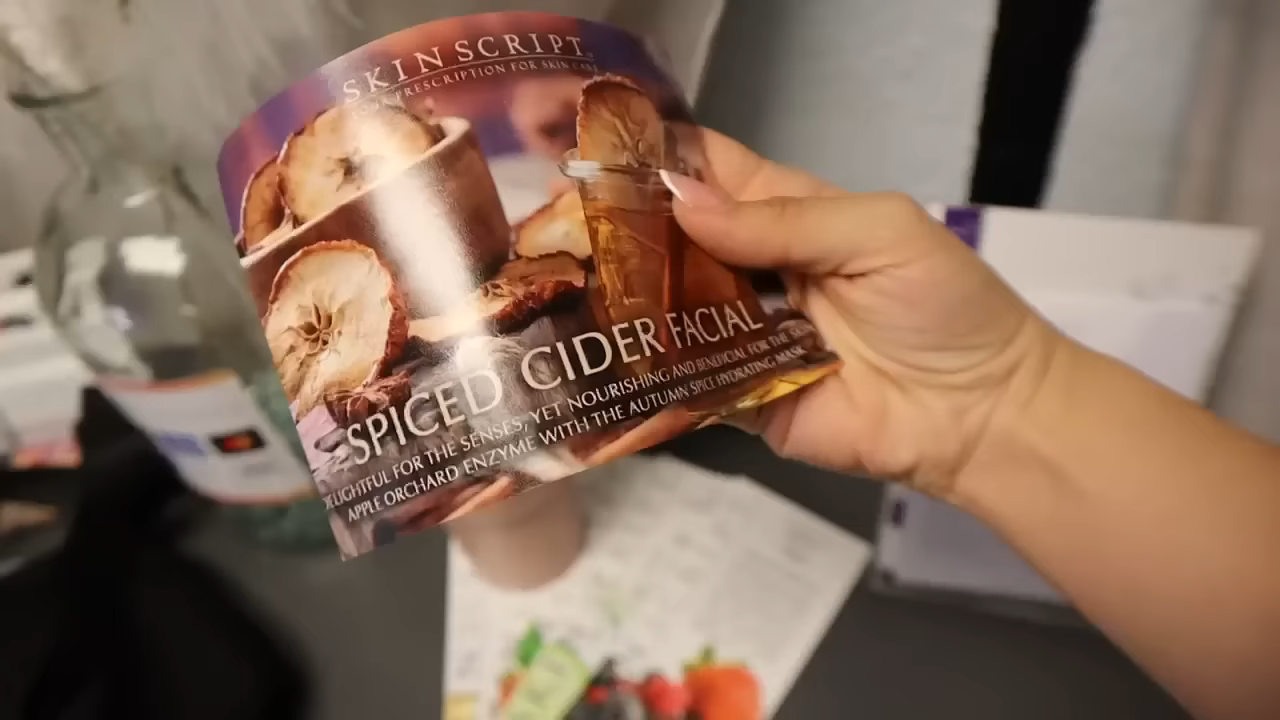 SKIN SCRIPT
PRESCRIPTION FOR SKIN CARE
SPICED CIDER FACIAL
DELIGHTFUL FOR THE SENSES, YET NOURISHING AND BENEFICIAL FOR THE SKIN
APPLE ORCHARD ENZYME WITH THE AUTUMN SPICE HYDRATING MASK